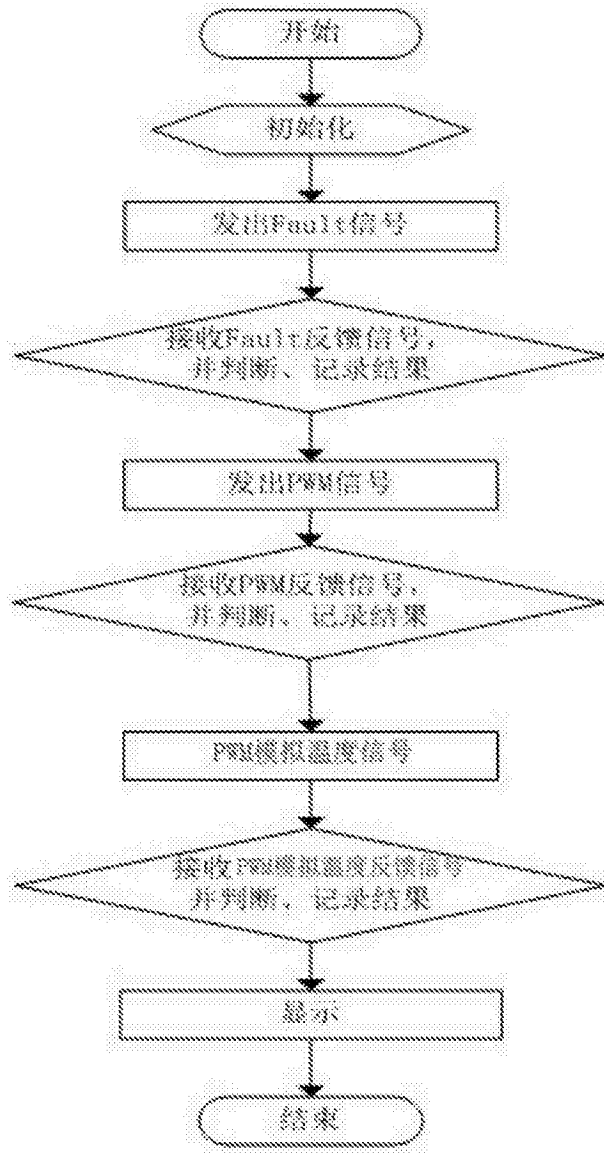 开始
初始化
发出Fault信号
接收Fault反馈信号，
并判断、记录结果
发出PWM信号
接收PWM反馈信号，
并判断、记录结果
PWM模拟温度信号
接收PWM模拟温度反馈信号
并判断、记录结果
显示
结束